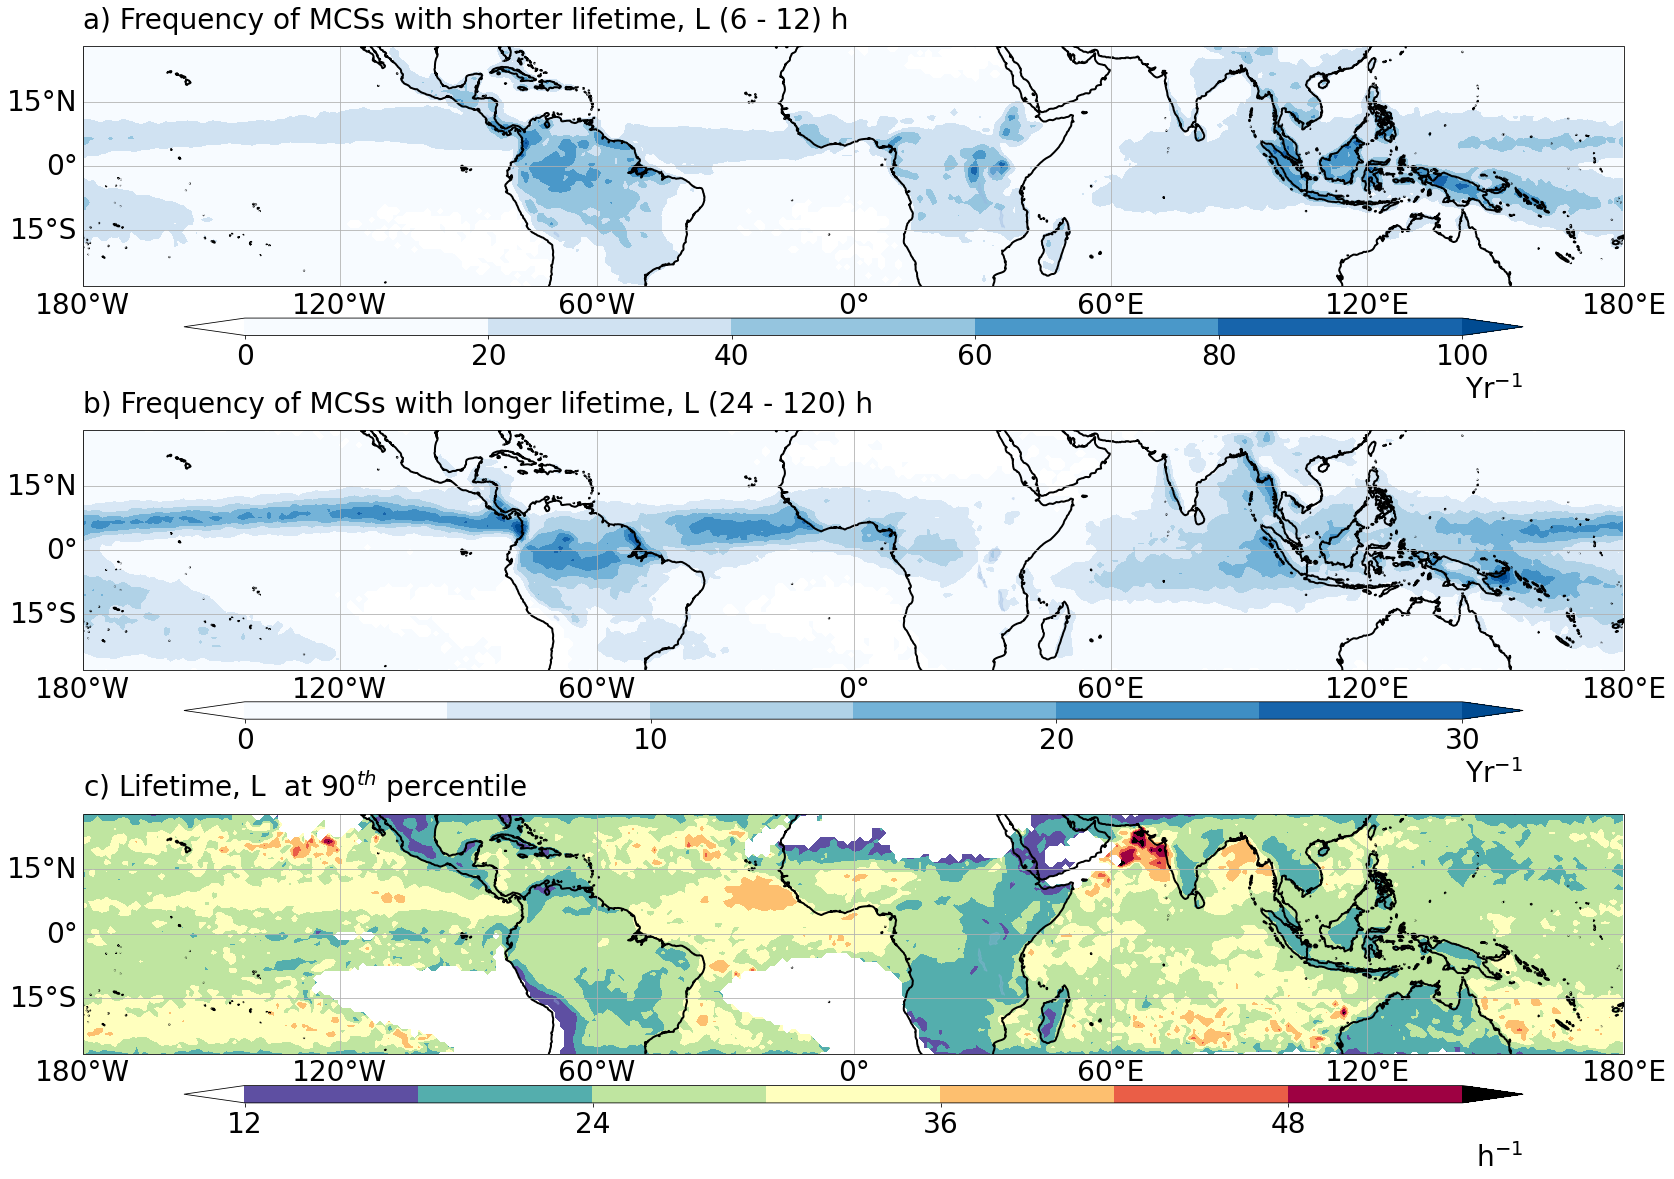 a) Frequency of MCSs with shorter lifetime, L (6 - 12) h
15°N
0°
15°S
180°W 120°W 60°W 0° 60°E 120°E 180°E
0 20 40 60 80 100
Yr⁻¹
b) Frequency of MCSs with longer lifetime, L (24 - 120) h
15°N
0°
15°S
180°W 120°W 60°W 0° 60°E 120°E 180°E
0 10 20 30
Yr⁻¹
c) Lifetime, L at 90ᵗʰ percentile
15°N
0°
15°S
180°W 120°W 60°W 0° 60°E 120°E 180°E
12 24 36 48
h⁻¹